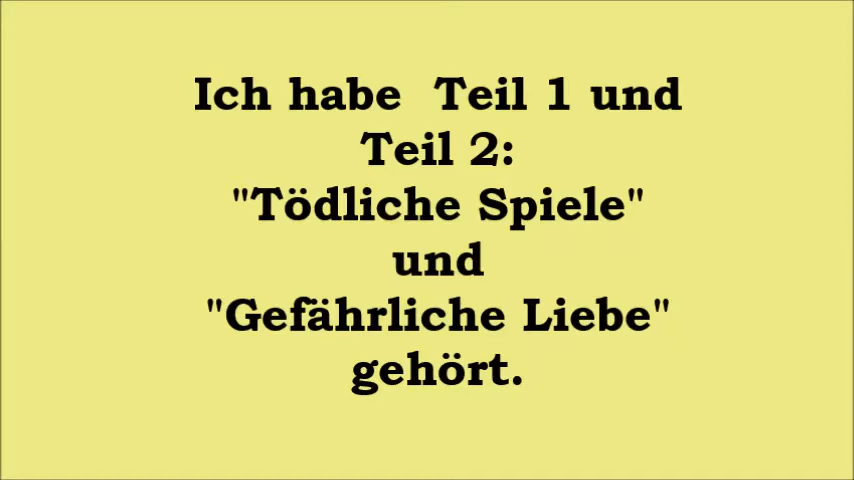 Ich habe  Teil 1 und
Teil 2:
"Tödliche Spiele"
und
"Gefährliche Liebe"
gehört.